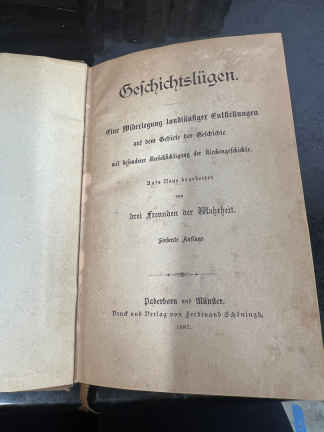 Geschichtslügen.
Eine Widerlegung landläufiger Entstellungen
auf dem Gebiete der Geschichte
mit besonderer Berücksichtigung der Kirchengeschichte.
Aufs Neue bearbeitet
von
drei Freunden der Wahrheit.
Siebente Auflage
Paderborn und Münster.
Druck und Verlag von Ferdinand Schöningh.